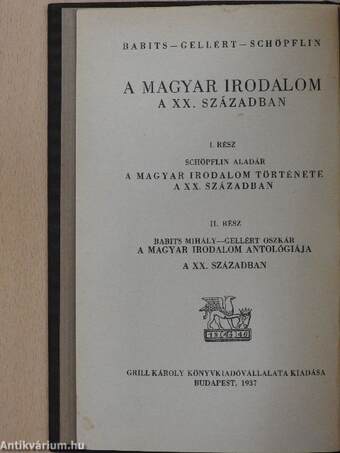 BABITS—GELLÉRT—SCHÖPFLIN
A MAGYAR IRODALOM
A XX. SZÁZADBAN
I. RÉSZ
SCHÖPFLIN ALADÁR
A MAGYAR IRODALOM TÖRTÉNETE
A XX. SZÁZADBAN
II. RÉSZ
BABITS MIHÁLY—GELLÉRT OSZKÁR
A MAGYAR IRODALOM ANTOLÓGIÁJA
A XX. SZÁZADBAN
GRILL KÁROLY KÖNYVKIADÓVÁLLALATA KIADÁSA
BUDAPEST, 1937
Antikvárium.hu